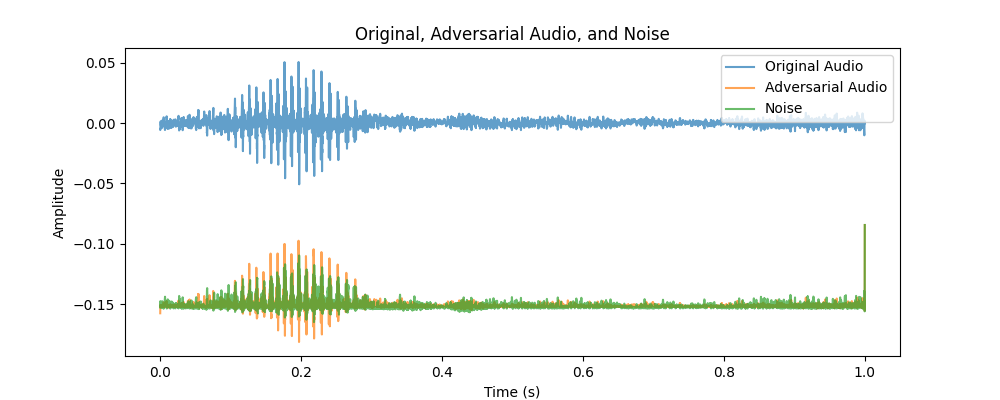 Original, Adversarial Audio, and Noise
Original Audio
Adversarial Audio
Noise
Amplitude
0.05
0.00
−0.05
−0.10
−0.15
0.0 0.2 0.4 0.6 0.8 1.0
Time (s)